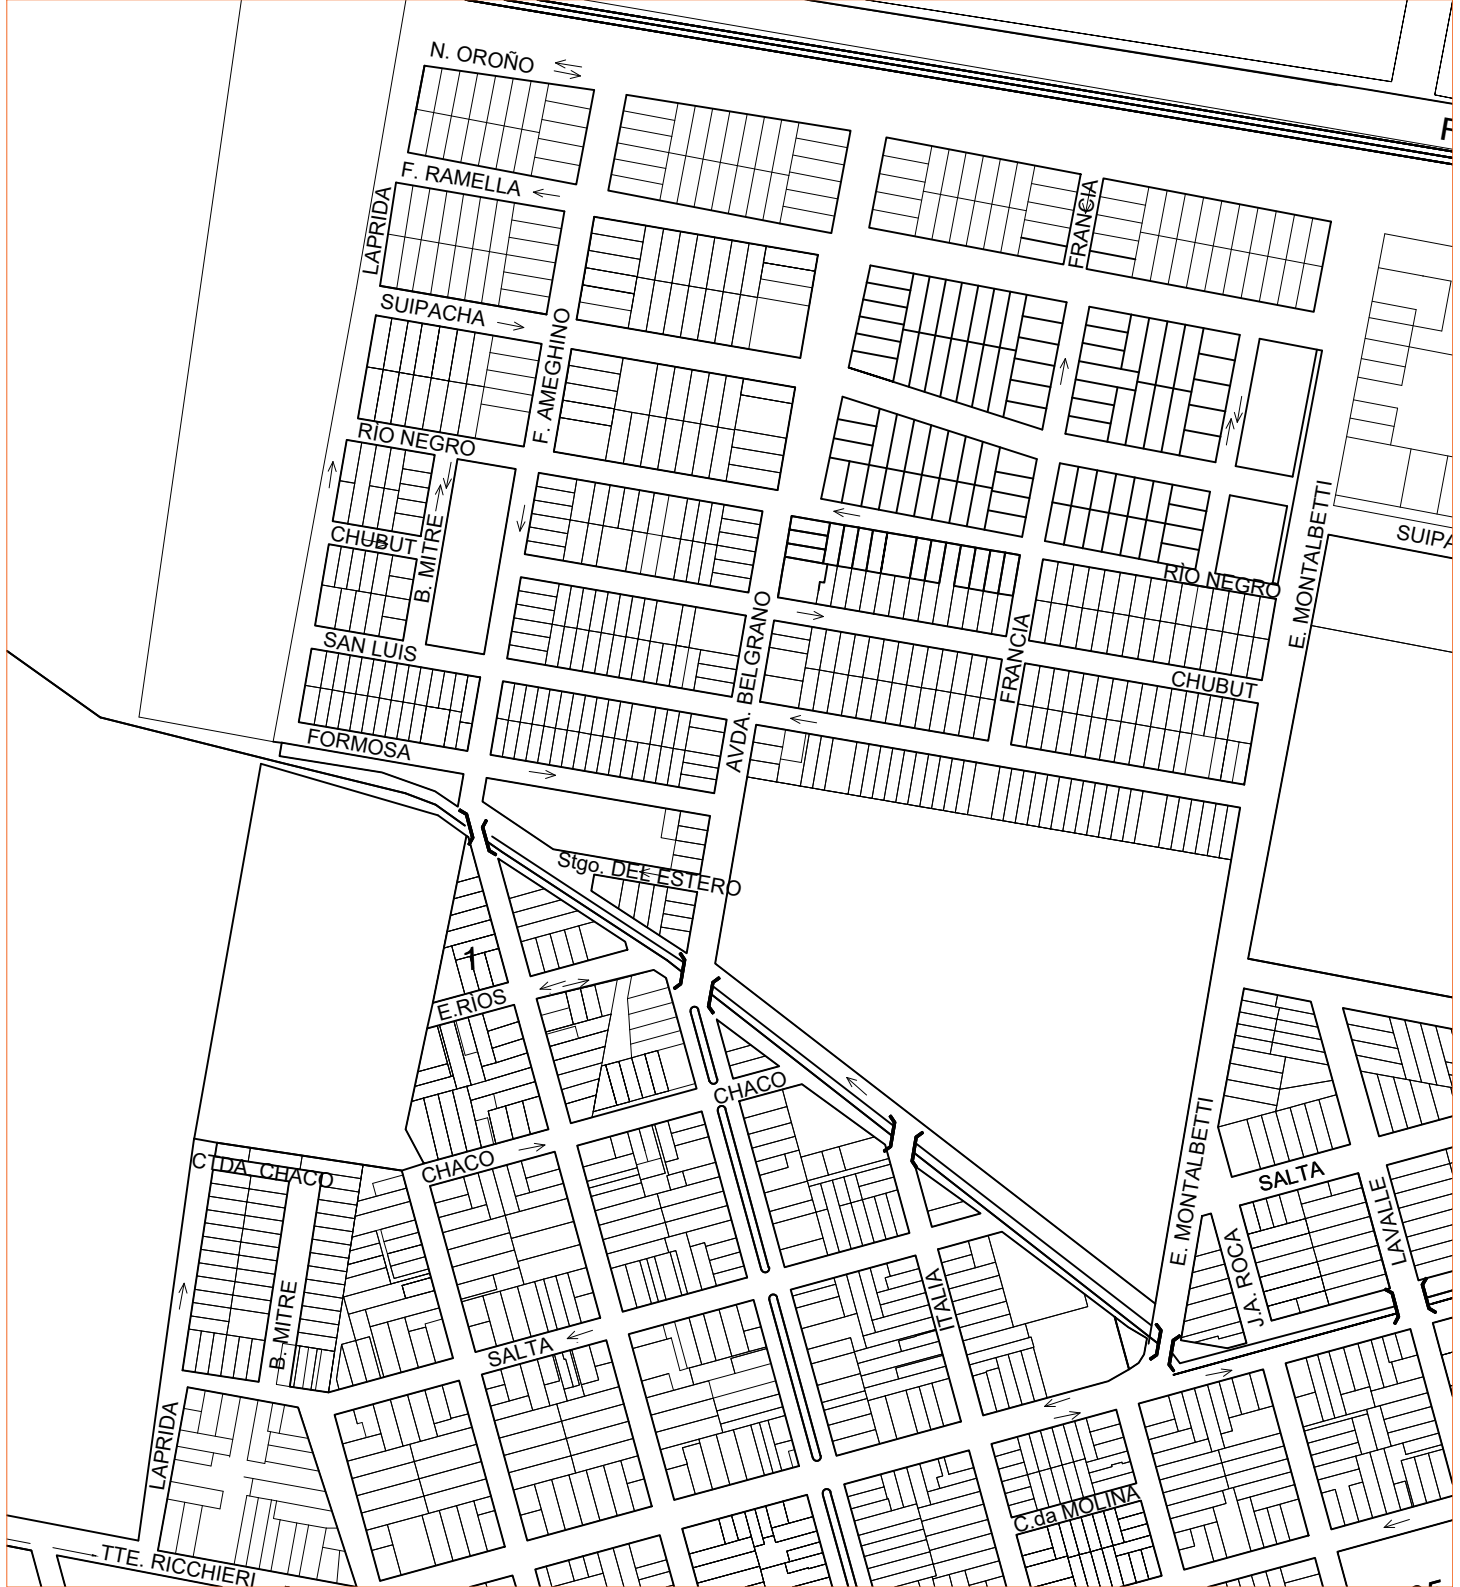 N. OROÑO
F. RAMELLA
LAPRIDA
FRANCIA
SUIPACHA
F. AMEGHINO
RIO NEGRO
B. MITRE
CHUBUT
SAN LUIS
FORMOSA
AVDA. BELGRANO
FRANCIA
E. MONTALBETTI
RIO NEGRO
CHUBUT
Stgo. DEL ESTERO
1
E.RIOS
CHACO
CHACO
CTDA. CHACO
E. MONTALBETTI
SALTA
LAVALLE
J.A. ROCA
ITALIA
B. MITRE
SALTA
LAPRIDA
C.da MOLINA
TTE. RICCHIERI